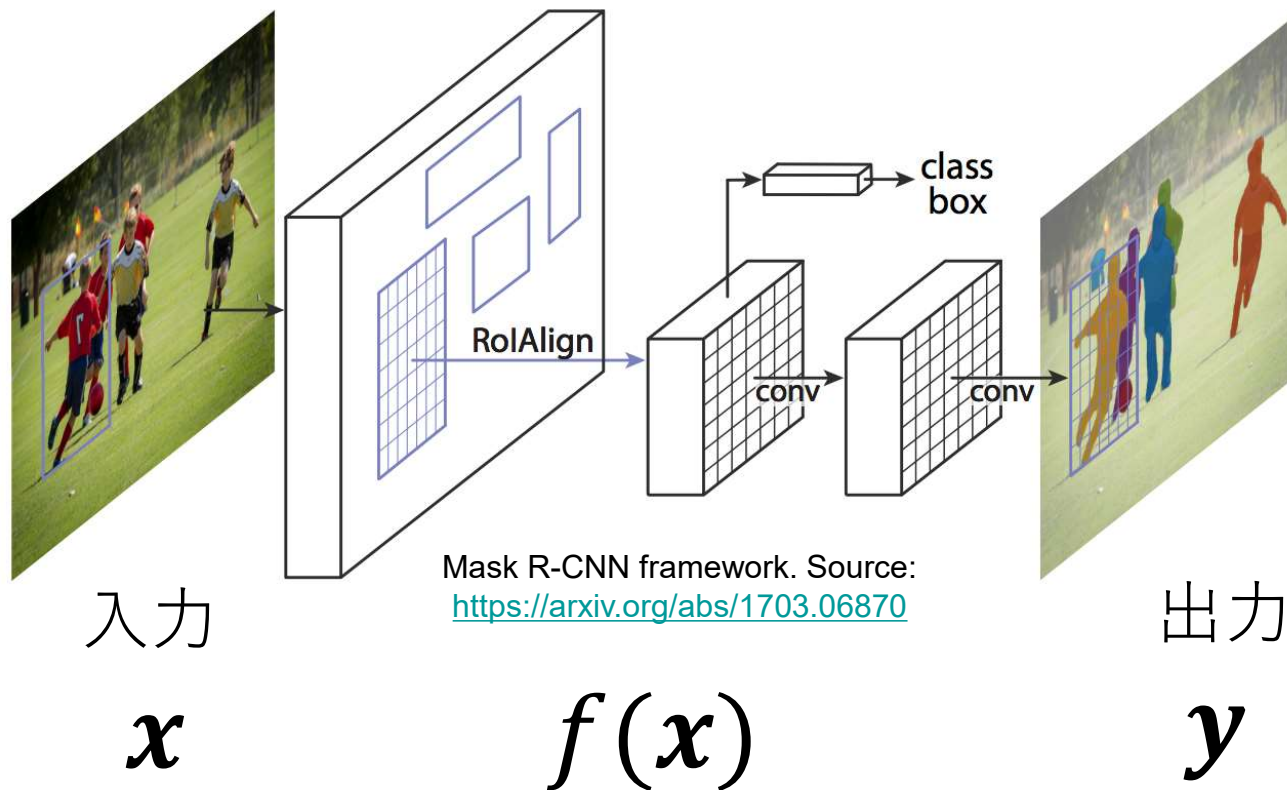 class
box
RoIAlign
conv
conv
Mask R-CNN framework. Source:
https://arxiv.org/abs/1703.06870
入力
出力
x
f(x)
y